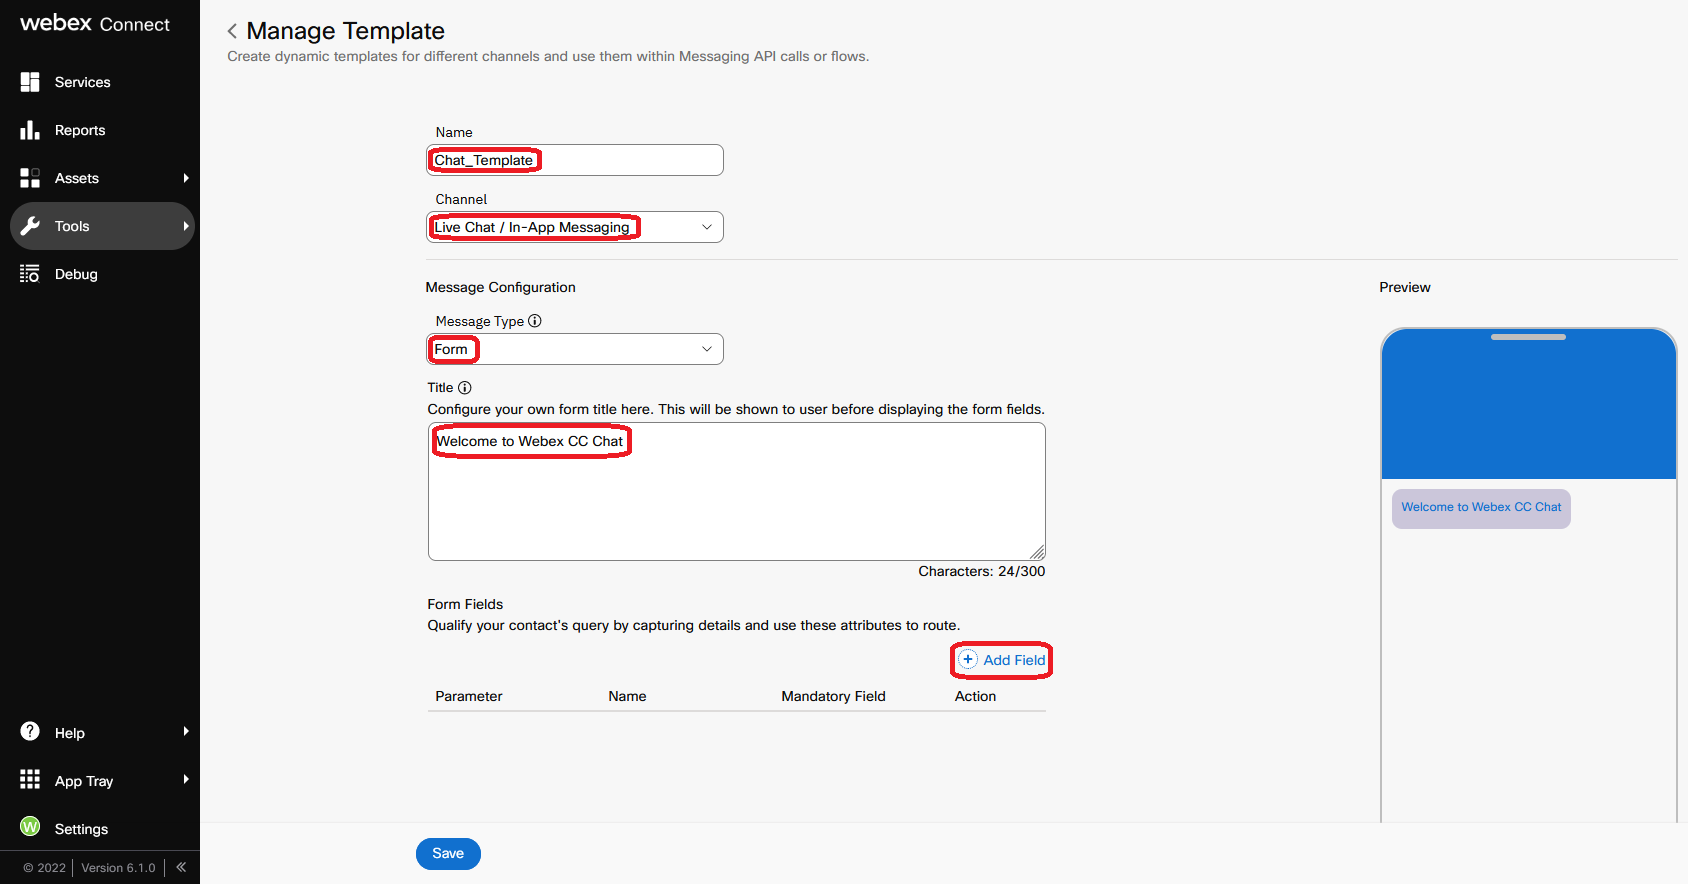 webex Connect
Services
Reports
Assets
Tools
Debug
Help
App Tray
W
Settings
© 2022 | Version 6.1.0
Manage Template
Create dynamic templates for different channels and use them within Messaging API calls or flows.
Name
Chat_Template
Channel
Live Chat / In-App Messaging
Message Configuration
Message Type
Form
Title
Configure your own form title here. This will be shown to user before displaying the form fields.
Welcome to Webex CC Chat
Characters: 24/300
Form Fields
Qualify your contact's query by capturing details and use these attributes to route.
Add Field
Parameter Name Mandatory Field Action
Save
Preview
Welcome to Webex CC Chat